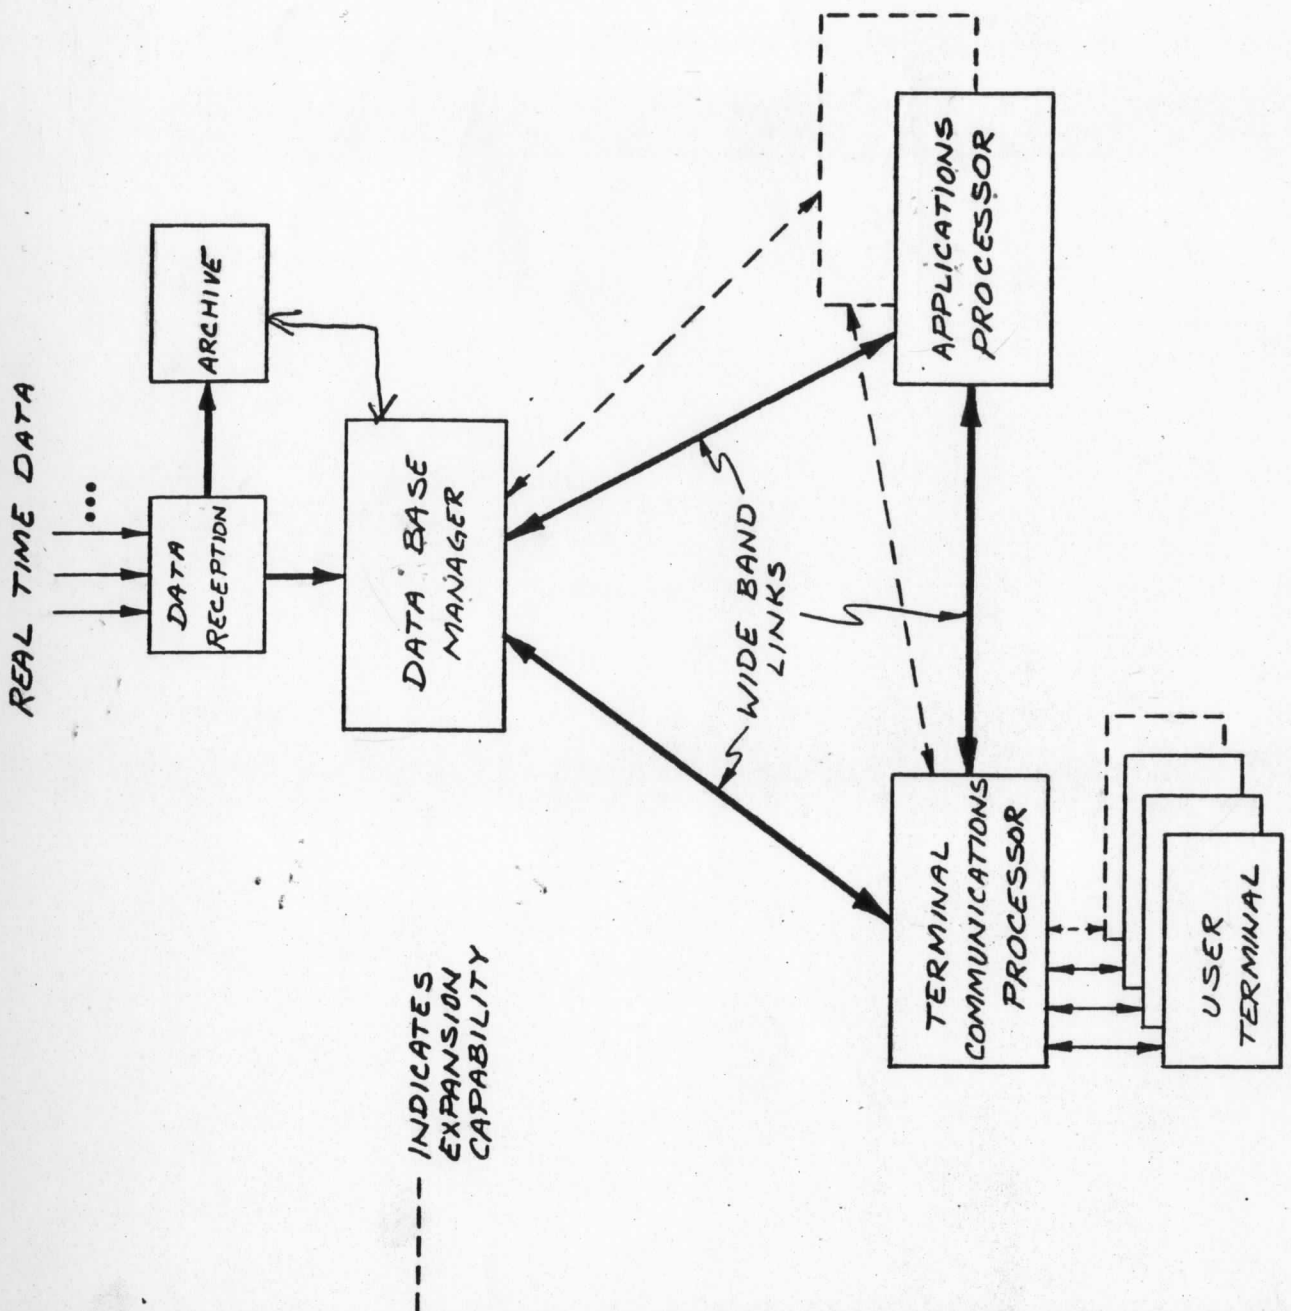 REAL TIME DATA
...
DATA
RECEPTION
ARCHIVE
DATA BASE
MANAGER
WIDE BAND
LINKS
APPLICATIONS
PROCESSOR
TERMINAL
COMMUNICATIONS
PROCESSOR
USER
TERMINAL
INDICATES
EXPANSION
CAPABILITY